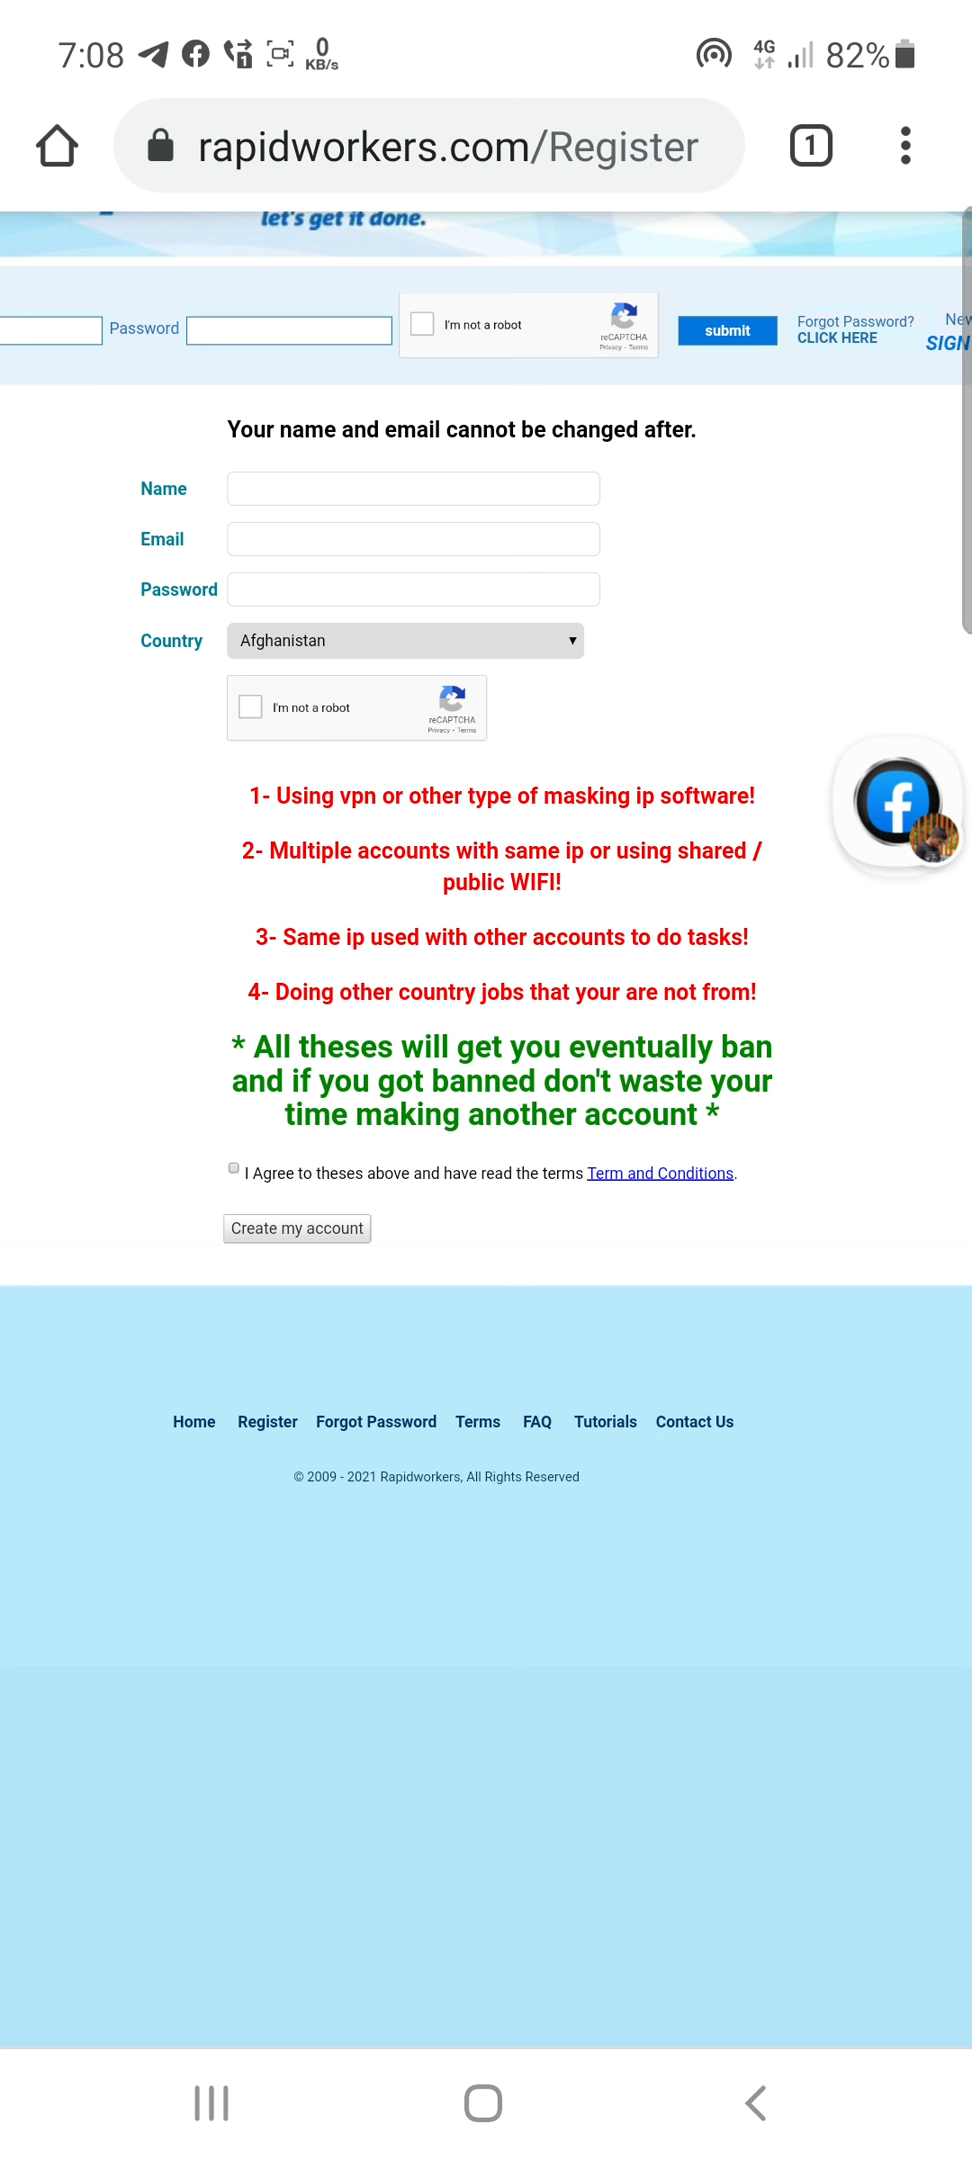 7:08
1
0
KB/s
4G
82%
rapidworkers.com/Register
1
let's get it done.
Password
I'm not a robot
reCAPTCHA
Privacy - Terms
submit
Forgot Password?
CLICK HERE
SIGN
Your name and email cannot be changed after.
Name
Email
Password
Country
Afghanistan
I'm not a robot
reCAPTCHA
Privacy - Terms
1- Using vpn or other type of masking ip software!
2- Multiple accounts with same ip or using shared /
public WIFI!
3- Same ip used with other accounts to do tasks!
4- Doing other country jobs that your are not from!
* All theses will get you eventually ban
and if you got banned don't waste your
time making another account *
I Agree to theses above and have read the terms Term and Conditions.
Create my account
Home Register Forgot Password Terms FAQ Tutorials Contact Us
© 2009 - 2021 Rapidworkers, All Rights Reserved